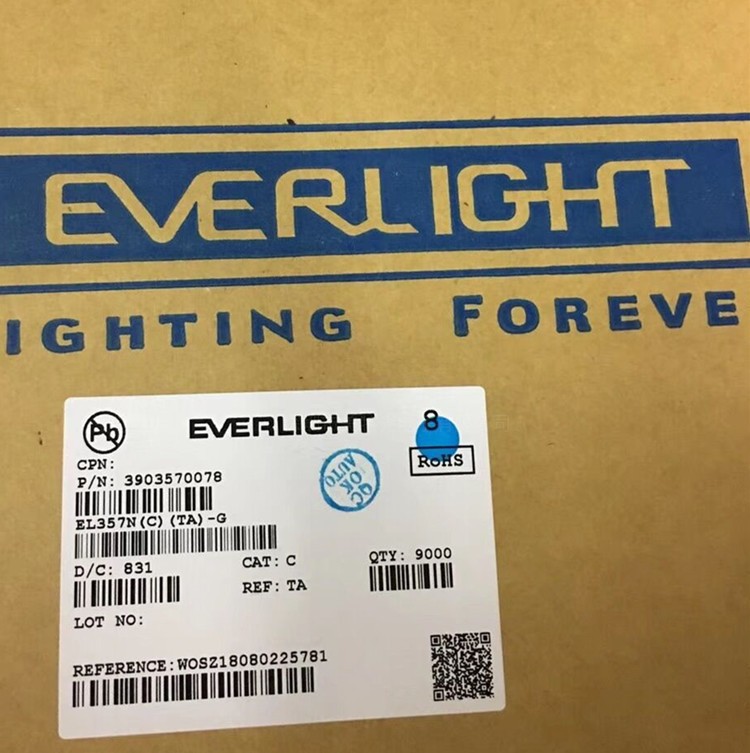 EVERLIGHT
IGHTING FOREVE
Pb
EVERLIGHT
8
RoHS
CPN:
P/N: 3903570078
QC
OK
AUTO
EL357N(C)(TA)-G
D/C: 831
CAT: C
QTY: 9000
REF: TA
LOT NO:
REFERENCE:WOSZ18080225781